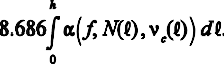 8.686∫₀ʰ α(f, N(ℓ), ν_c(ℓ)) dℓ.